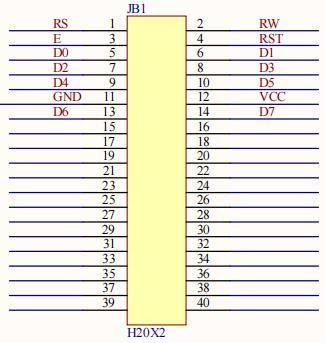 JB1
RS 1 2 RW
E 3 4 RST
D0 5 6 D1
D2 7 8 D3
D4 9 10 D5
GND 11 12 VCC
D6 13 14 D7
15 16
17 18
19 20
21 22
23 24
25 26
27 28
29 30
31 32
33 34
35 36
37 38
39 40
H20X2